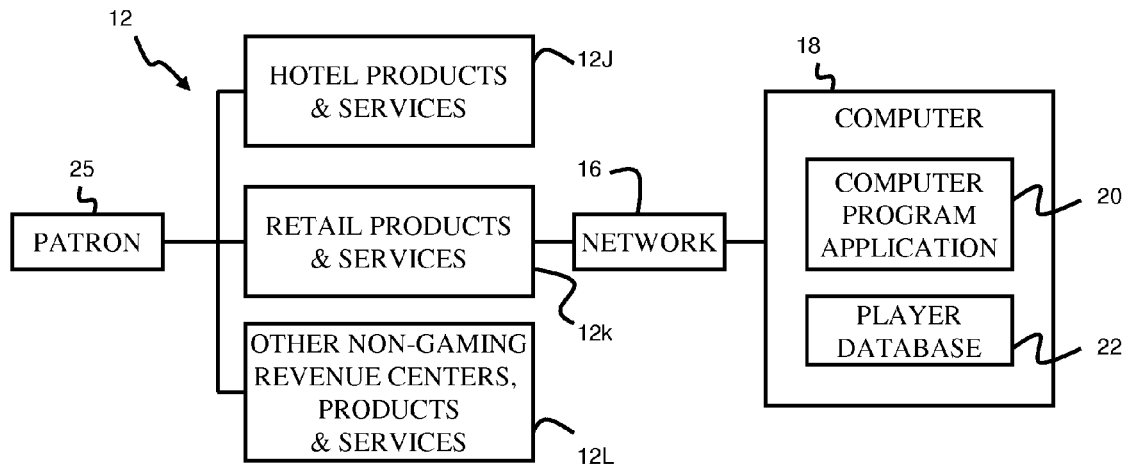 12
HOTEL PRODUCTS
& SERVICES
12J
25
PATRON
RETAIL PRODUCTS
& SERVICES
12k
OTHER NON-GAMING
REVENUE CENTERS,
PRODUCTS
& SERVICES
12L
16
NETWORK
18
COMPUTER
COMPUTER
PROGRAM
APPLICATION
20
PLAYER
DATABASE
22